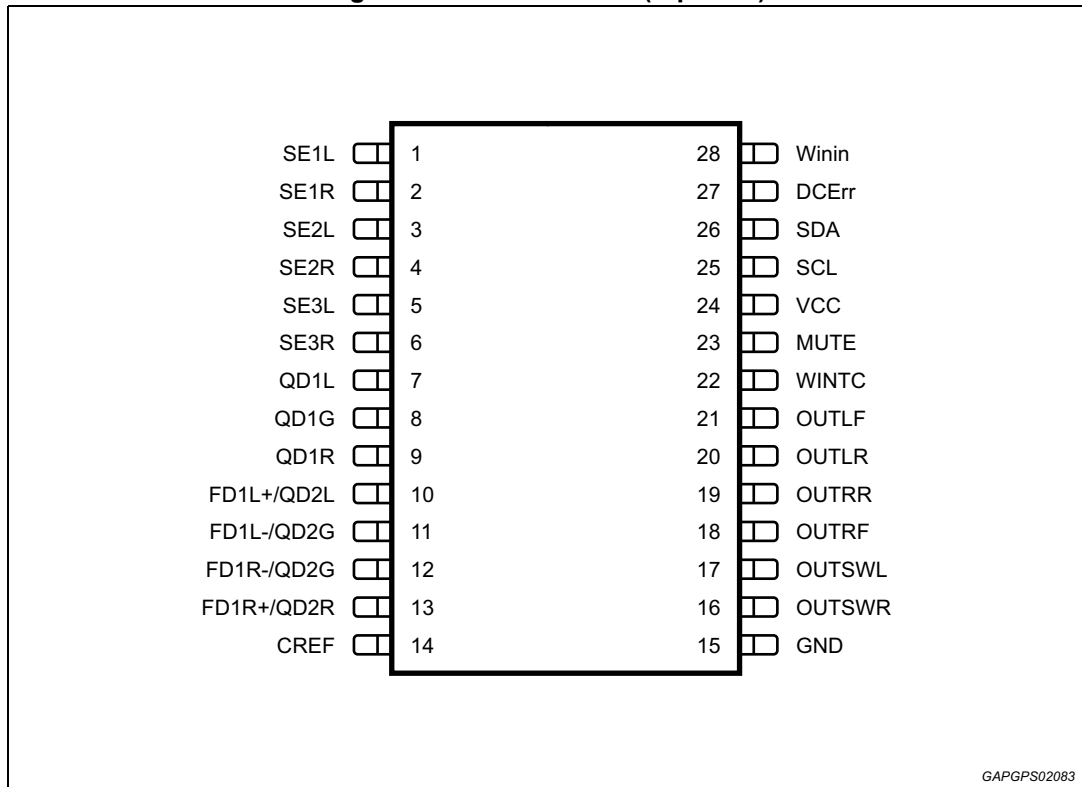 SE1L 1 28 Winin
SE1R 2 27 DCErr
SE2L 3 26 SDA
SE2R 4 25 SCL
SE3L 5 24 VCC
SE3R 6 23 MUTE
QD1L 7 22 WINTC
QD1G 8 21 OUTLF
QD1R 9 20 OUTLR
FD1L+/QD2L 10 19 OUTRR
FD1L-/QD2G 11 18 OUTRF
FD1R-/QD2G 12 17 OUTSWL
FD1R+/QD2R 13 16 OUTSWR
CREF 14 15 GND
GAPGPS02083